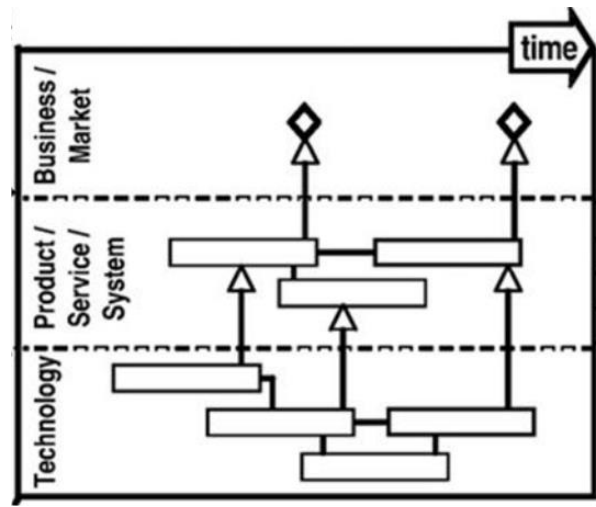 time
Business /
Market
Product /
Service /
System
Technology